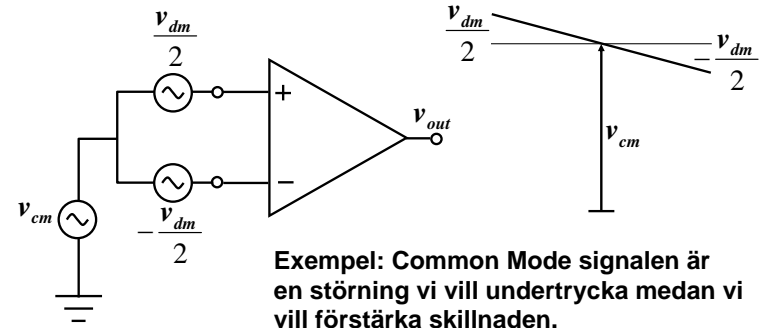 v_dm
2
+
−
v_out
v_cm
−v_dm
2
v_dm
2
−v_dm
2
v_cm
Exempel: Common Mode signalen är
en störning vi vill undertrycka medan vi
vill förstärka skillnaden.